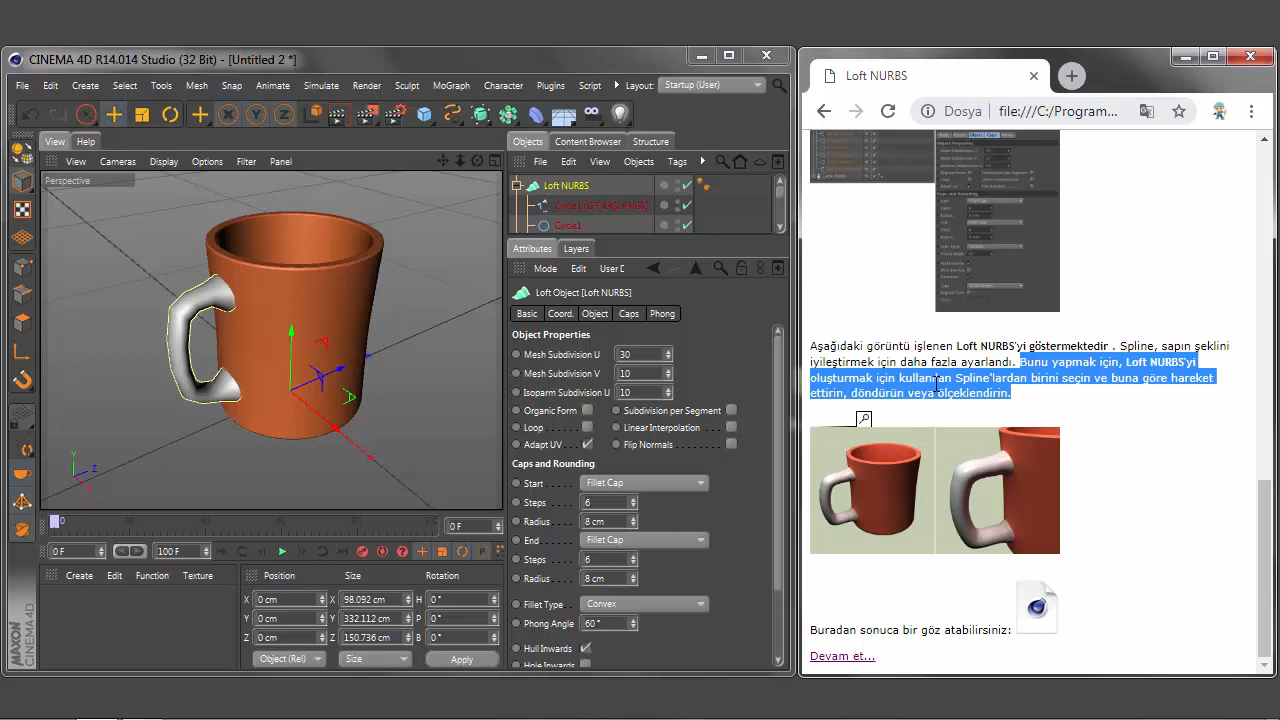 CINEMA 4D R14.014 Studio (32 Bit) - [Untitled 2 *]
File Edit Create Select Tools Mesh Snap Animate Simulate Render Sculpt MoGraph Character Plugins Script Layout: Startup (User)
X Y Z
View Help
View Cameras Display Options Filter Panel
Perspective
Y
Z
X
0 20 40 60 80 100
0 F
0 F 100 F
P
Create Edit Function Texture
Position Size Rotation
X 0 cm X 98.092 cm H 0 °
Y 0 cm Y 332.112 cm P 0 °
Z 0 cm Z 150.736 cm B 0 °
Object (Rel) Size Apply
MAXON
CINEMA 4D
Objects Content Browser Structure
File Edit View Objects Tags
Loft NURBS
Circle1
Attributes Layers
Mode Edit User D
Loft Object [Loft NURBS]
Basic Coord. Object Caps Phong
Object Properties
Mesh Subdivision U 30
Mesh Subdivision V 10
Isoparm Subdivision U 10
Organic Form Subdivision per Segment
Loop Linear Interpolation
Adapt UV Flip Normals
Caps and Rounding
Start Fillet Cap
Steps 6
Radius 8 cm
End Fillet Cap
Steps 6
Radius 8 cm
Fillet Type Convex
Phong Angle 60 °
Hull Inwards
Hole Inwards
Loft NURBS
Dosya file:///C:/Program...
Aşağıdaki görüntü işlenen Loft NURBS'yi göstermektedir . Spline, sapın şeklini
iyileştirmek için daha fazla ayarlandı. Bunu yapmak için, Loft NURBS'yi
oluşturmak için kullanılan Spline'lardan birini seçin ve buna göre hareket
ettirin, döndürün veya ölçeklendirin.
Buradan sonuca bir göz atabilirsiniz:
Devam et...